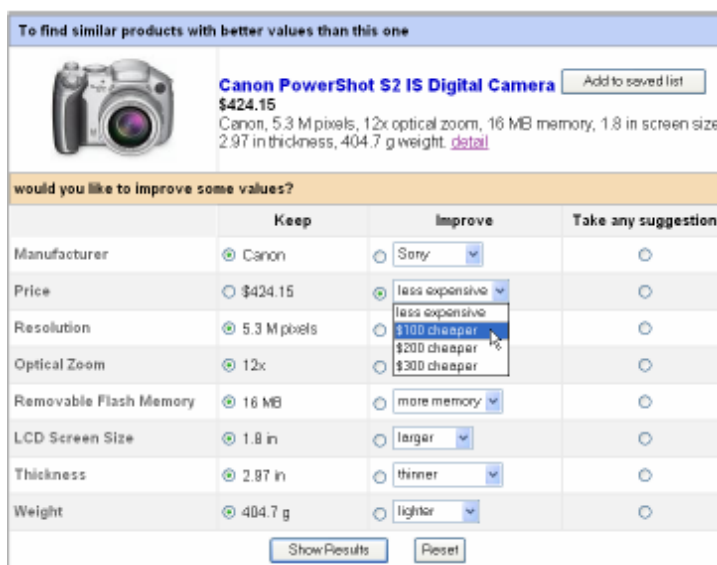 To find similar products with better values than this one
Canon PowerShot S2 IS Digital Camera Add to saved list
$424.15
Canon, 5.3 M pixels, 12x optical zoom, 16 MB memory, 1.8 in screen size
2.97 in thickness, 404.7 g weight. detail
would you like to improve some values?
Keep Improve Take any suggestion
Manufacturer Canon Sony
Price $424.15 less expensive
less expensive
Resolution 5.3 M pixels $100 cheaper
$200 cheaper
Optical Zoom 12x $300 cheaper
Removable Flash Memory 16 MB more memory
LCD Screen Size 1.8 in larger
Thickness 2.97 in thinner
Weight 404.7 g lighter
Show Results Reset